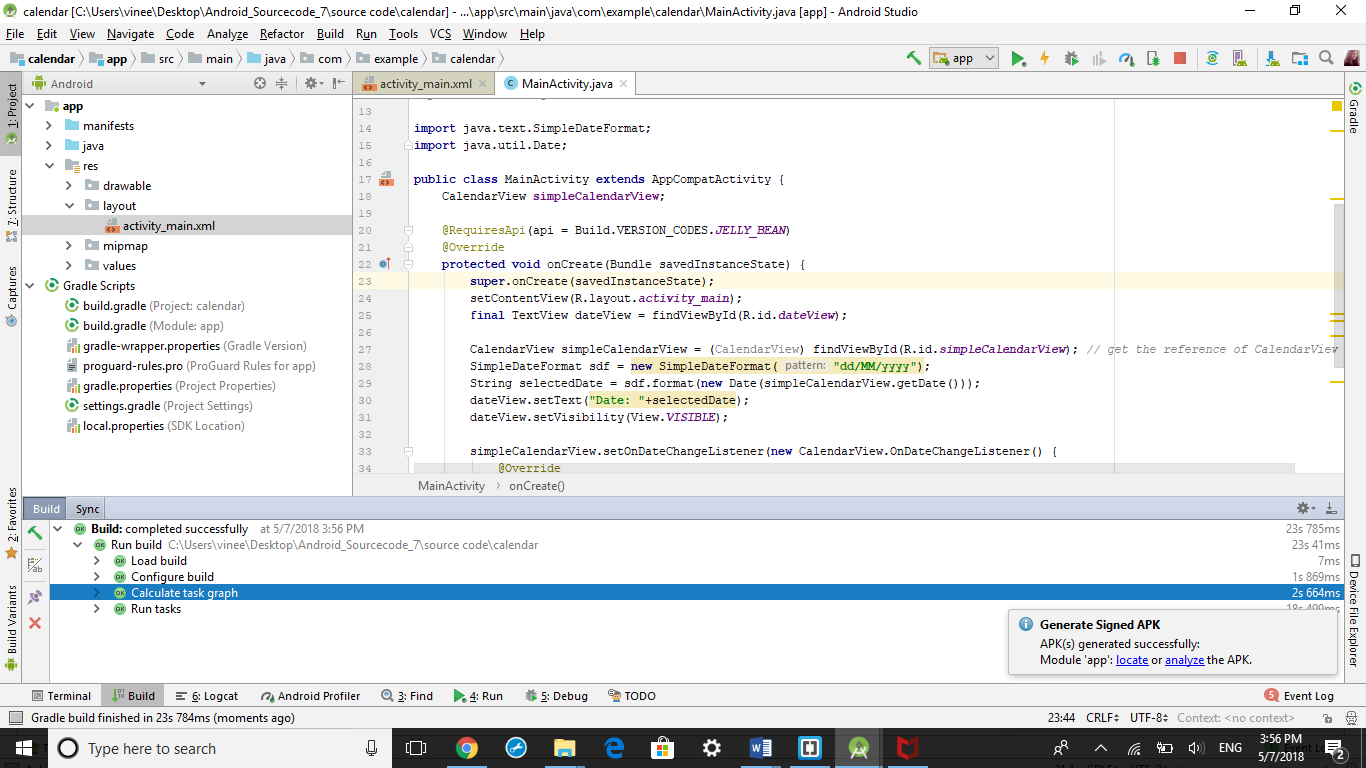 calendar [C:\Users\vinee\Desktop\Android_Sourcecode_7\source code\calendar] - ...\app\src\main\java\com\example\calendar\MainActivity.java [app] - Android Studio
File Edit View Navigate Code Analyze Refactor Build Run Tools VCS Window Help
calendar app src main java com example calendar
app
1: Project
7: Structure
Captures
2: Favorites
Build Variants
Android
app
manifests
java
res
drawable
layout
activity_main.xml
mipmap
values
Gradle Scripts
build.gradle (Project: calendar)
build.gradle (Module: app)
gradle-wrapper.properties (Gradle Version)
proguard-rules.pro (ProGuard Rules for app)
gradle.properties (Project Properties)
settings.gradle (Project Settings)
local.properties (SDK Location)
activity_main.xml MainActivity.java
13
14 import java.text.SimpleDateFormat;
15 import java.util.Date;
16
17 public class MainActivity extends AppCompatActivity {
18 CalendarView simpleCalendarView;
19
20 @RequiresApi(api = Build.VERSION_CODES.JELLY_BEAN)
21 @Override
22 protected void onCreate(Bundle savedInstanceState) {
23 super.onCreate(savedInstanceState);
24 setContentView(R.layout.activity_main);
25 final TextView dateView = findViewById(R.id.dateView);
26
27 CalendarView simpleCalendarView = (CalendarView) findViewById(R.id.simpleCalendarView); // get the reference of CalendarView
28 SimpleDateFormat sdf = new SimpleDateFormat( pattern: "dd/MM/yyyy");
29 String selectedDate = sdf.format(new Date(simpleCalendarView.getDate()));
30 dateView.setText("Date: "+selectedDate);
31 dateView.setVisibility(View.VISIBLE);
32
33 simpleCalendarView.setOnDateChangeListener(new CalendarView.OnDateChangeListener() {
34 @Override
MainActivity onCreate()
Gradle
Device File Explorer
Build Sync
Build: completed successfully at 5/7/2018 3:56 PM 23s 785ms
Run build C:\Users\vinee\Desktop\Android_Sourcecode_7\source code\calendar 23s 41ms
Load build 7ms
Configure build 1s 869ms
Calculate task graph 2s 664ms
Run tasks 18s 499ms
Generate Signed APK
APK(s) generated successfully:
Module 'app': locate or analyze the APK.
Terminal Build 6: Logcat Android Profiler 3: Find 4: Run 5: Debug TODO 5 Event Log
Gradle build finished in 23s 784ms (moments ago) 23:44 CRLF UTF-8 Context: <no context>
Type here to search
W
ENG
3:56 PM
5/7/2018
2